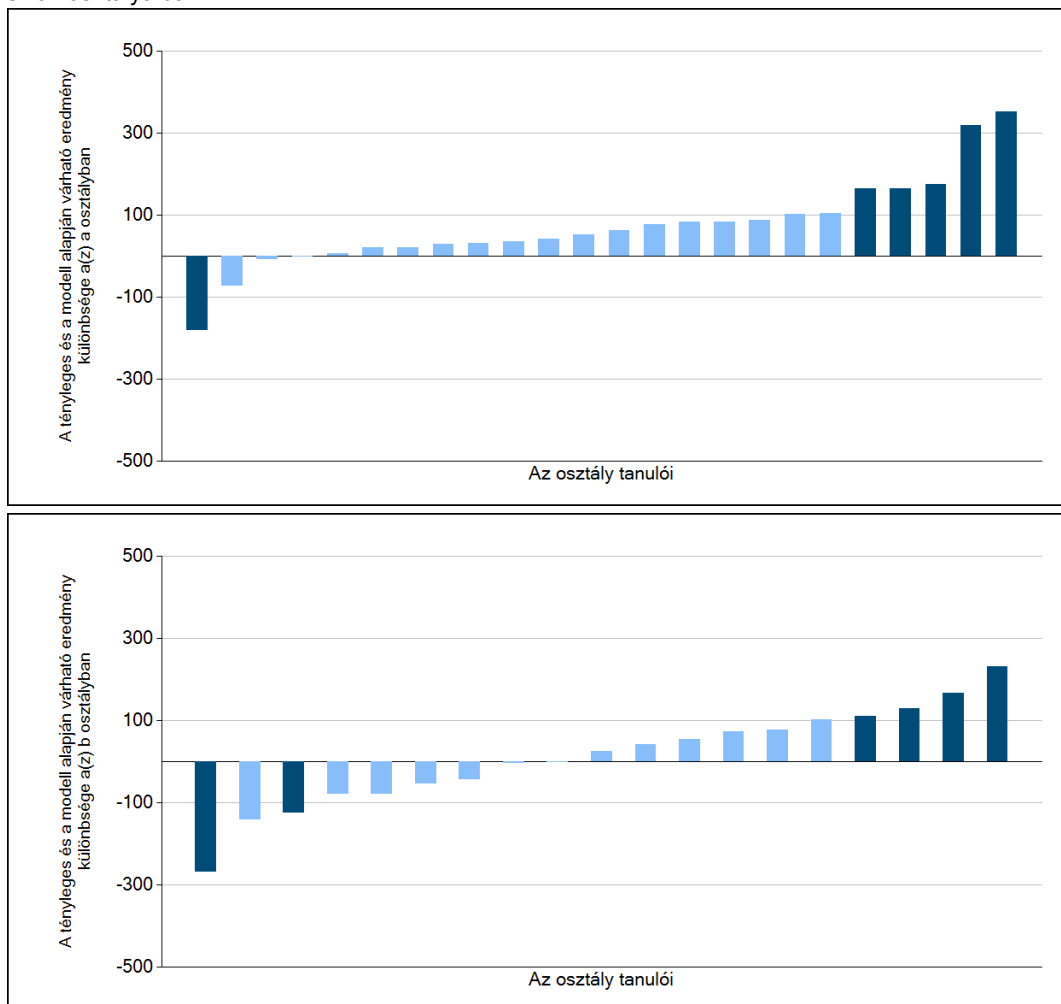 500
300
100
-100
-300
-500
A tényleges és a modell alapján várható eredmény
különbsége a(z) a osztályban
Az osztály tanulói
500
300
100
-100
-300
-500
A tényleges és a modell alapján várható eredmény
különbsége a(z) b osztályban
Az osztály tanulói